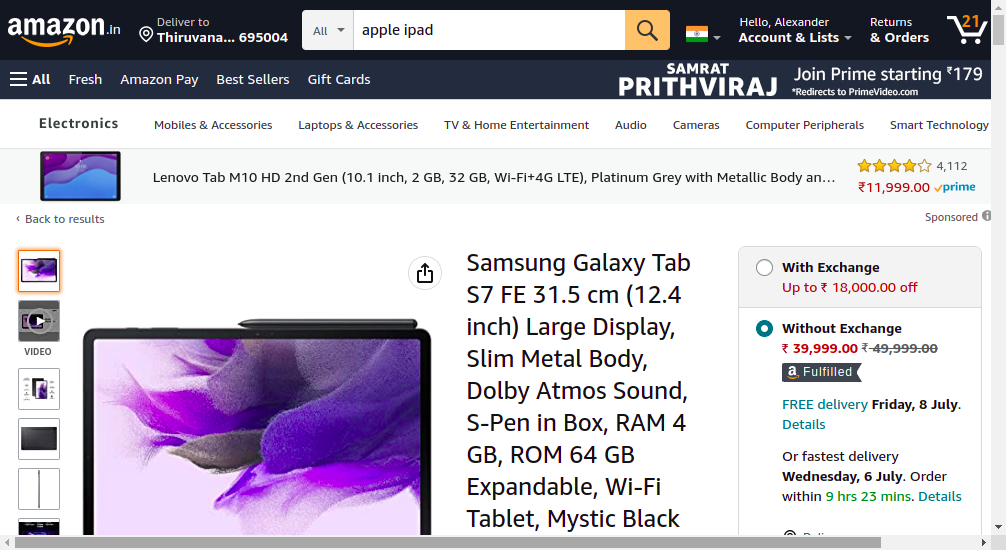 amazon.in
Deliver to
Thiruvana... 695004
All
apple ipad
Hello, Alexander
Account & Lists
Returns
& Orders
21
All
Fresh
Amazon Pay
Best Sellers
Gift Cards
SAMRAT
PRITHVIRAJ
Join Prime starting ₹179
*Redirects to PrimeVideo.com
Electronics
Mobiles & Accessories
Laptops & Accessories
TV & Home Entertainment
Audio
Cameras
Computer Peripherals
Smart Technology
Lenovo Tab M10 HD 2nd Gen (10.1 inch, 2 GB, 32 GB, Wi-Fi+4G LTE), Platinum Grey with Metallic Body an...
4,112
₹11,999.00 prime
‹ Back to results
Sponsored
VIDEO
Samsung Galaxy Tab
S7 FE 31.5 cm (12.4
inch) Large Display,
Slim Metal Body,
Dolby Atmos Sound,
S-Pen in Box, RAM 4
GB, ROM 64 GB
Expandable, Wi-Fi
Tablet, Mystic Black
With Exchange
Up to ₹ 18,000.00 off
Without Exchange
₹ 39,999.00 ₹ 49,999.00
a Fulfilled
FREE delivery Friday, 8 July.
Details
Or fastest delivery
Wednesday, 6 July. Order
within 9 hrs 23 mins. Details